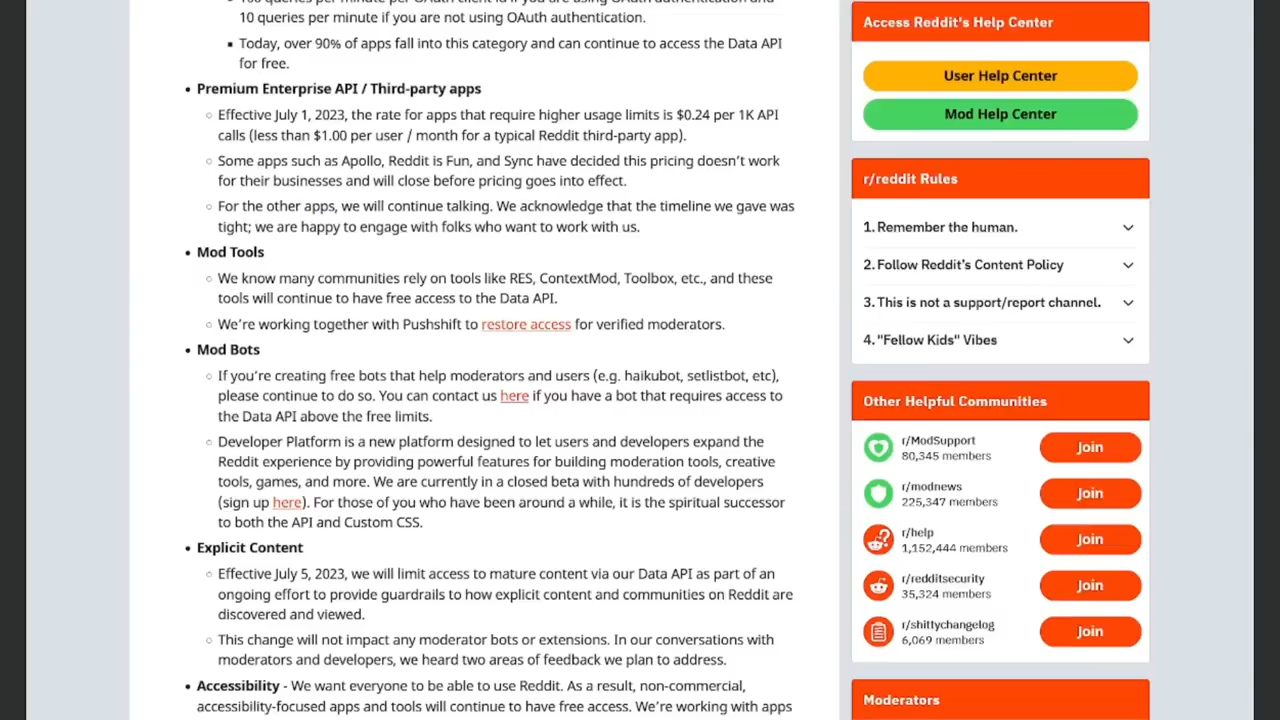 10 queries per minute if you are not using OAuth authentication.
▪ Today, over 90% of apps fall into this category and can continue to access the Data API
for free.
• Premium Enterprise API / Third-party apps
○ Effective July 1, 2023, the rate for apps that require higher usage limits is $0.24 per 1K API
calls (less than $1.00 per user / month for a typical Reddit third-party app).
○ Some apps such as Apollo, Reddit is Fun, and Sync have decided this pricing doesn’t work
for their businesses and will close before pricing goes into effect.
○ For the other apps, we will continue talking. We acknowledge that the timeline we gave was
tight; we are happy to engage with folks who want to work with us.
• Mod Tools
○ We know many communities rely on tools like RES, ContextMod, Toolbox, etc., and these
tools will continue to have free access to the Data API.
○ We’re working together with Pushshift to restore access for verified moderators.
• Mod Bots
○ If you’re creating free bots that help moderators and users (e.g. haikubot, setlistbot, etc),
please continue to do so. You can contact us here if you have a bot that requires access to
the Data API above the free limits.
○ Developer Platform is a new platform designed to let users and developers expand the
Reddit experience by providing powerful features for building moderation tools, creative
tools, games, and more. We are currently in a closed beta with hundreds of developers
(sign up here). For those of you who have been around a while, it is the spiritual successor
to both the API and Custom CSS.
• Explicit Content
○ Effective July 5, 2023, we will limit access to mature content via our Data API as part of an
ongoing effort to provide guardrails to how explicit content and communities on Reddit are
discovered and viewed.
○ This change will not impact any moderator bots or extensions. In our conversations with
moderators and developers, we heard two areas of feedback we plan to address.
• Accessibility - We want everyone to be able to use Reddit. As a result, non-commercial,
accessibility-focused apps and tools will continue to have free access. We’re working with apps
Access Reddit's Help Center
User Help Center
Mod Help Center
r/reddit Rules
1. Remember the human.
2. Follow Reddit’s Content Policy
3. This is not a support/report channel.
4. "Fellow Kids" Vibes
Other Helpful Communities
r/ModSupport
80,345 members
Join
r/modnews
225,347 members
Join
r/help
1,152,444 members
Join
r/redditsecurity
35,324 members
Join
r/shittychangelog
6,069 members
Join
Moderators